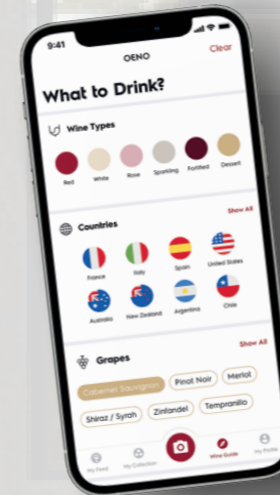 9:41
OENO
Clear
What to Drink?
Wine Types
Red White Rose Sparkling Fortified Dessert
Countries
Show All
France Italy Spain United States
Australia New Zealand Argentina Chile
Grapes
Show All
Cabernet Sauvignon Pinot Noir Merlot
Shiraz / Syrah Zinfandel Tempranillo
My Feed My Collection Wine Guide My Profile